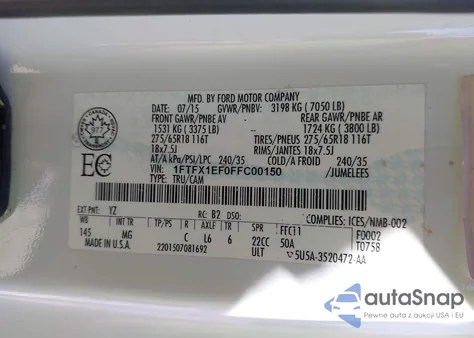 MFD. BY FORD MOTOR COMPANY
DATE: 07/15 GVWR/PNBV: 3198 KG (7050 LB)
FRONT GAWR/PNBE AV REAR GAWR/PNBE AR
1531 KG (3375 LB) 1724 KG (3800 LB)
275/65R18 116T TIRES/PNEUS 275/65R18 116T
18x7.5J RIMS/JANTES 18x7.5J
AT/A kPa/PSI/LPC 240/35 COLD/A FROID 240/35
VIN: 1FTFX1EF0FFC00150 /JUMELEES
TYPE: TRU/CAM
EXT PNT: YZ RC: B2 DSO: COMPLIES: ICES/NMB-002
WB TP/PS R AXLE TR SPR FFC11 F0002
145 MG C L6 6 22CC 50A T0758
MADE IN U.S.A. 2201507081692 ULT 5U5A-3520472-AA
EC
97
autoSnap
Pewne auta z aukcji USA i EU